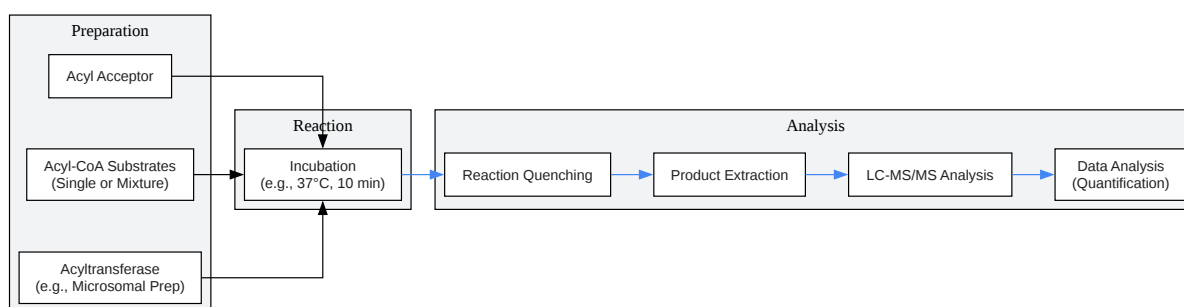 Preparation
Acyl Acceptor
Acyl-CoA Substrates
(Single or Mixture)
Acyltransferase
(e.g., Microsomal Prep)
Reaction
Incubation
(e.g., 37°C, 10 min)
Analysis
Reaction Quenching
Product Extraction
LC-MS/MS Analysis
Data Analysis
(Quantification)